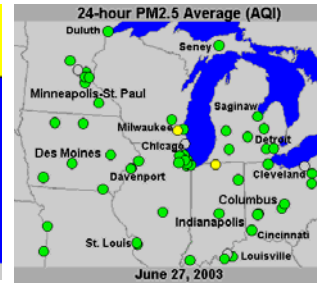 24-hour PM2.5 Average (AQI)
Duluth
Seney
Minneapolis-St. Paul
Saginaw
Milwaukee
Detroit
Chicago
Des Moines
Davenport
Cleveland
Columbus
Indianapolis
St. Louis
Cincinnati
Louisville
June 27, 2003